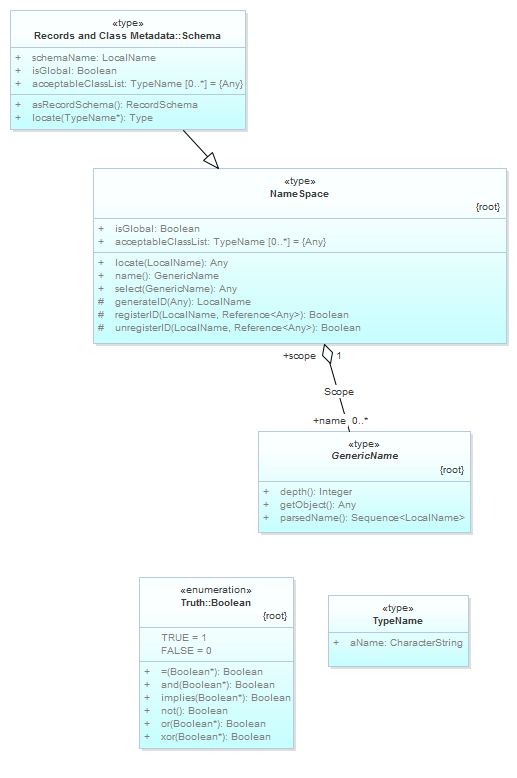 «type»
Records and Class Metadata::Schema
+ schemaName: LocalName
+ isGlobal: Boolean
+ acceptableClassList: TypeName [0..*] = {Any}
+ asRecordSchema(): RecordSchema
+ locate(TypeName*): Type
«type»
NameSpace
{root}
+ isGlobal: Boolean
+ acceptableClassList: TypeName [0..*] = {Any}
+ locate(LocalName): Any
+ name(): GenericName
+ select(GenericName): Any
# generateID(Any): LocalName
# registerID(LocalName, Reference<Any>): Boolean
# unregisterID(LocalName, Reference<Any>): Boolean
+scope 1
Scope
+name 0..*
«type»
GenericName
{root}
+ depth(): Integer
+ getObject(): Any
+ parsedName(): Sequence<LocalName>
«enumeration»
Truth::Boolean
{root}
TRUE = 1
FALSE = 0
+ =(Boolean*): Boolean
+ and(Boolean*): Boolean
+ implies(Boolean*): Boolean
+ not(): Boolean
+ or(Boolean*): Boolean
+ xor(Boolean*): Boolean
«type»
TypeName
+ aName: CharacterString